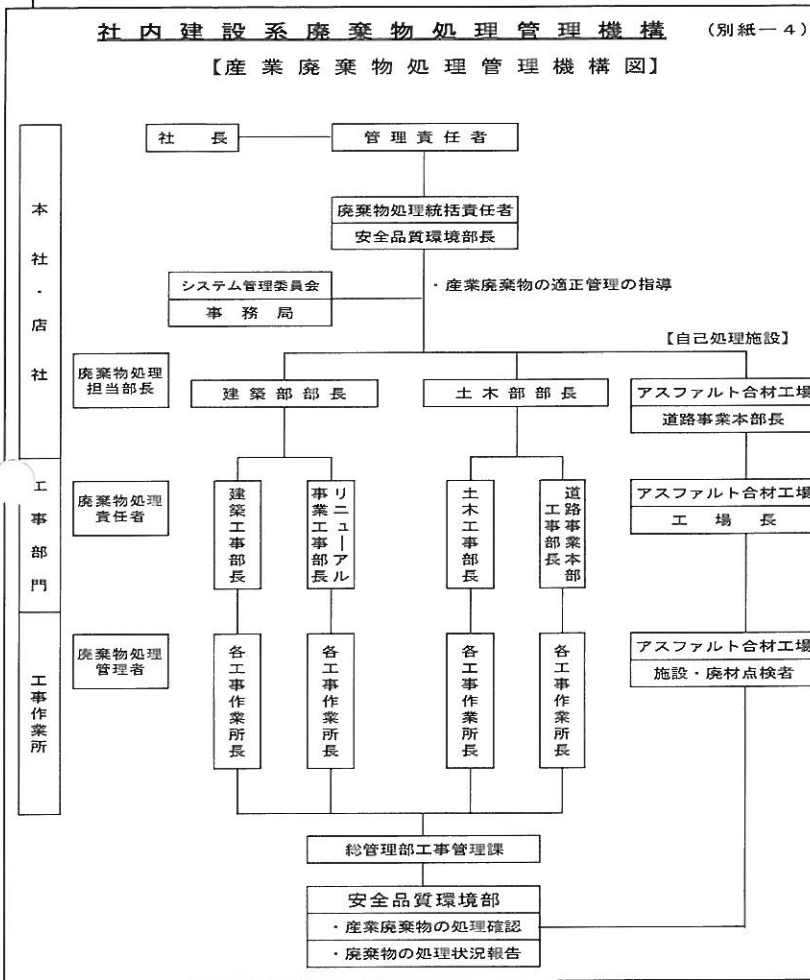 社内建設系廃棄物処理管理機構 (別紙－4)
【産業廃棄物処理管理機構図】
本社・店社
社長
管理責任者
廃棄物処理統括責任者
安全品質環境部長
システム管理委員会
事務局
・産業廃棄物の適正管理の指導
【自己処理施設】
廃棄物処理
担当部長
建築部部長
土木部部長
アスファルト合材工場
道路事業本部長
工事部門
廃棄物処理
責任者
建築工事部長
リニューアル
事業工事部長
土木工事部長
道路事業本部
工事部長
アスファルト合材工場
工場長
工事作業所
廃棄物処理
管理者
各工事作業所長
各工事作業所長
各工事作業所長
各工事作業所長
アスファルト合材工場
施設・廃材点検者
総管理部工事管理課
安全品質環境部
・産業廃棄物の処理確認
・廃棄物の処理状況報告